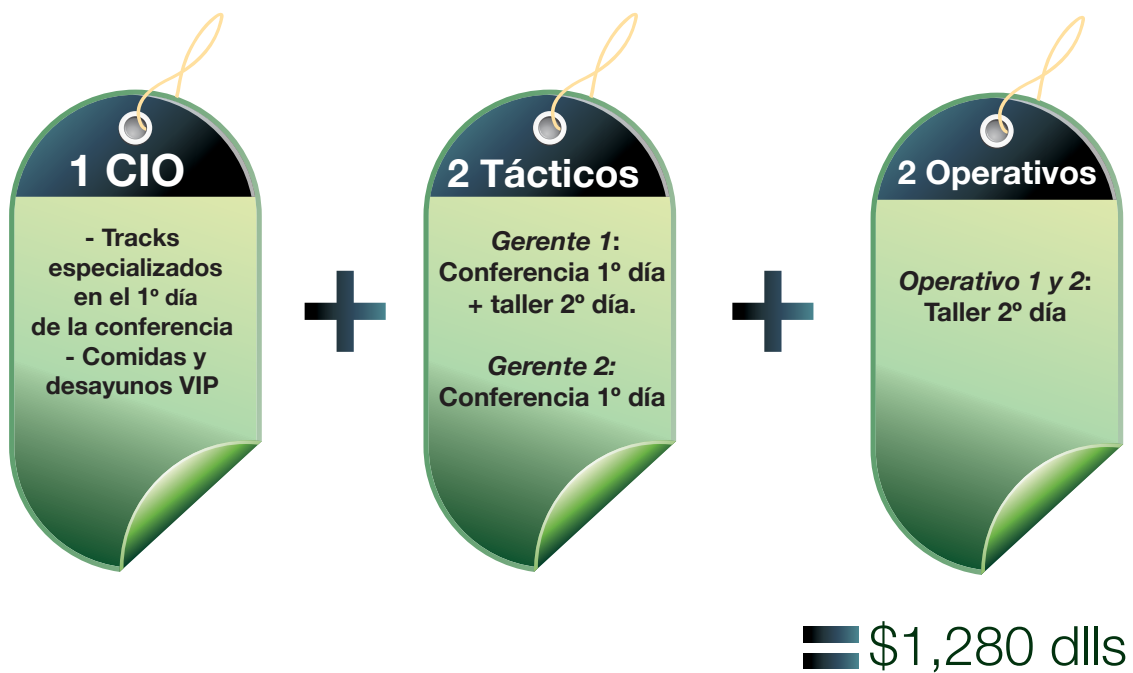 1 CIO
- Tracks
especializados
en el 1º día
de la conferencia
- Comidas y
desayunos VIP
+
2 Tácticos
Gerente 1:
Conferencia 1º día
+ taller 2º día.
Gerente 2:
Conferencia 1º día
+
2 Operativos
Operativo 1 y 2:
Taller 2º día
= $1,280 dlls